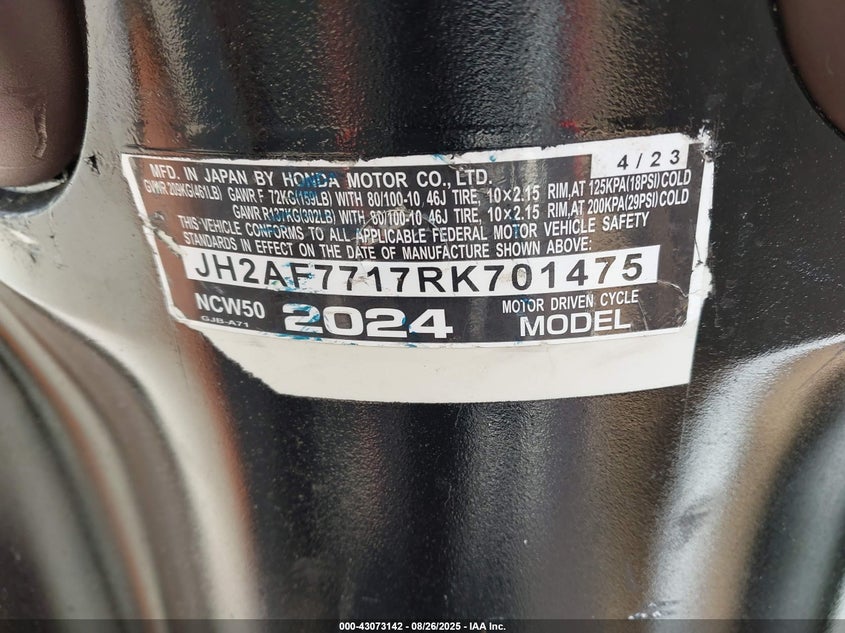 4/23
MFD. IN JAPAN BY HONDA MOTOR CO., LTD.
GVWR 209KG(461LB) GAWR F 72KG(159LB) WITH 80/100-10 46J TIRE, 10×2.15 RIM, AT 125KPA(18PSI)COLD
GAWR R137KG(302LB) WITH 80/100-10 46J TIRE, 10×2.15 RIM, AT 200KPA(29PSI)COLD
THIS VEHICLE CONFORMS TO ALL APPLICABLE FEDERAL MOTOR VEHICLE SAFETY
STANDARDS IN EFFECT ON THE DATE OF MANUFACTURE SHOWN ABOVE:
JH2AF7717RK701475
NCW50 2024 MOTOR DRIVEN CYCLE
GJB-A71 MODEL
000-43073142 - 08/26/2025 - IAA Inc.